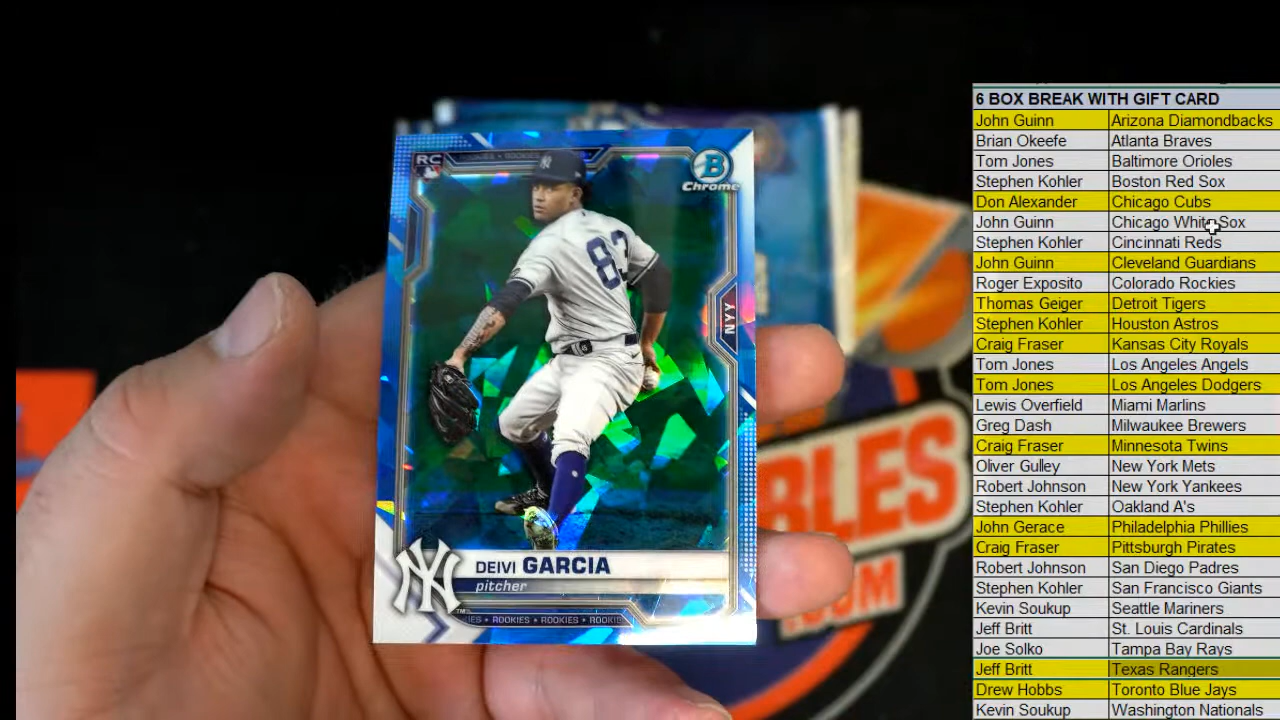 RC
B
Chrome
83
NYY
NY
DEIVI GARCIA
pitcher
ROOKIES • ROOKIES
BLES
OM
6 BOX BREAK WITH GIFT CARD
John Guinn Arizona Diamondbacks
Brian Okeefe Atlanta Braves
Tom Jones Baltimore Orioles
Stephen Kohler Boston Red Sox
Don Alexander Chicago Cubs
John Guinn Chicago White Sox
Stephen Kohler Cincinnati Reds
John Guinn Cleveland Guardians
Roger Exposito Colorado Rockies
Thomas Geiger Detroit Tigers
Stephen Kohler Houston Astros
Craig Fraser Kansas City Royals
Tom Jones Los Angeles Angels
Tom Jones Los Angeles Dodgers
Lewis Overfield Miami Marlins
Greg Dash Milwaukee Brewers
Craig Fraser Minnesota Twins
Oliver Gulley New York Mets
Robert Johnson New York Yankees
Stephen Kohler Oakland A's
John Gerace Philadelphia Phillies
Craig Fraser Pittsburgh Pirates
Robert Johnson San Diego Padres
Stephen Kohler San Francisco Giants
Kevin Soukup Seattle Mariners
Jeff Britt St. Louis Cardinals
Joe Solko Tampa Bay Rays
Jeff Britt Texas Rangers
Drew Hobbs Toronto Blue Jays
Kevin Soukup Washington Nationals